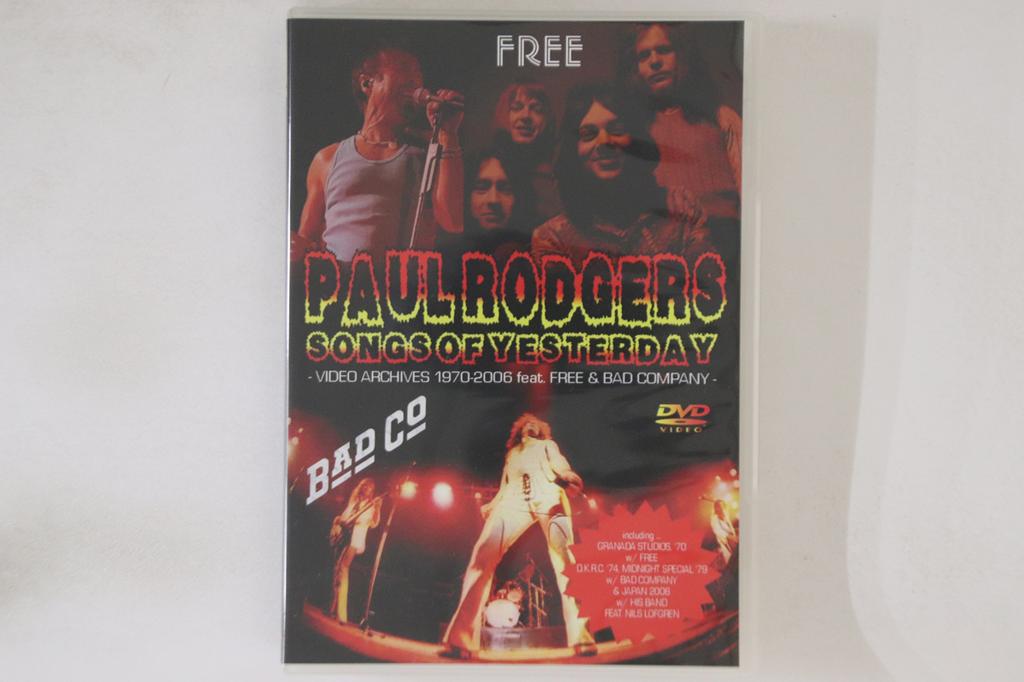 FREE
PAUL RODGERS
SONGS OF YESTERDAY
- VIDEO ARCHIVES 1970-2006 feat. FREE & BAD COMPANY -
BAD CO
DVD
VIDEO
including ...
GRANADA STUDIOS, '70
w/ FREE
D.K.R.C. '74, MIDNIGHT SPECIAL '79
w/ BAD COMPANY
& JAPAN 2006
w/ HIS BAND
FEAT. NILS LOFGREN